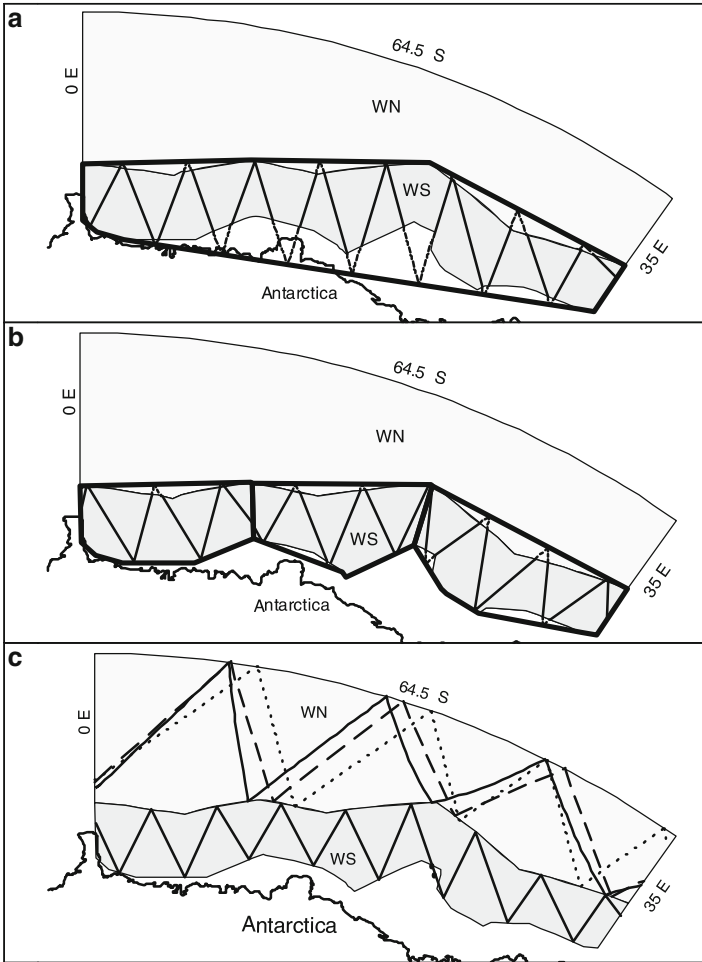 a
64.5 S
0 E
WN
WS
35 E
Antarctica
b
64.5 S
0 E
WN
WS
35 E
Antarctica
c
64.5 S
0 E
WN
WS
35 E
Antarctica